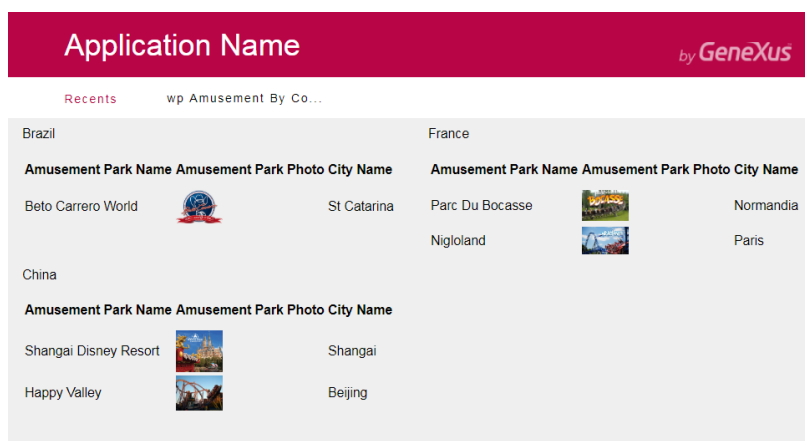 Application Name
by GeneXus
Recents
wp Amusement By Co...
Brazil
Amusement Park Name Amusement Park Photo City Name
Beto Carrero World St Catarina
France
Amusement Park Name Amusement Park Photo City Name
Parc Du Bocasse BOCASSE Normandia
Nigloland Paris
China
Amusement Park Name Amusement Park Photo City Name
Shangai Disney Resort Shangai
Happy Valley Beijing